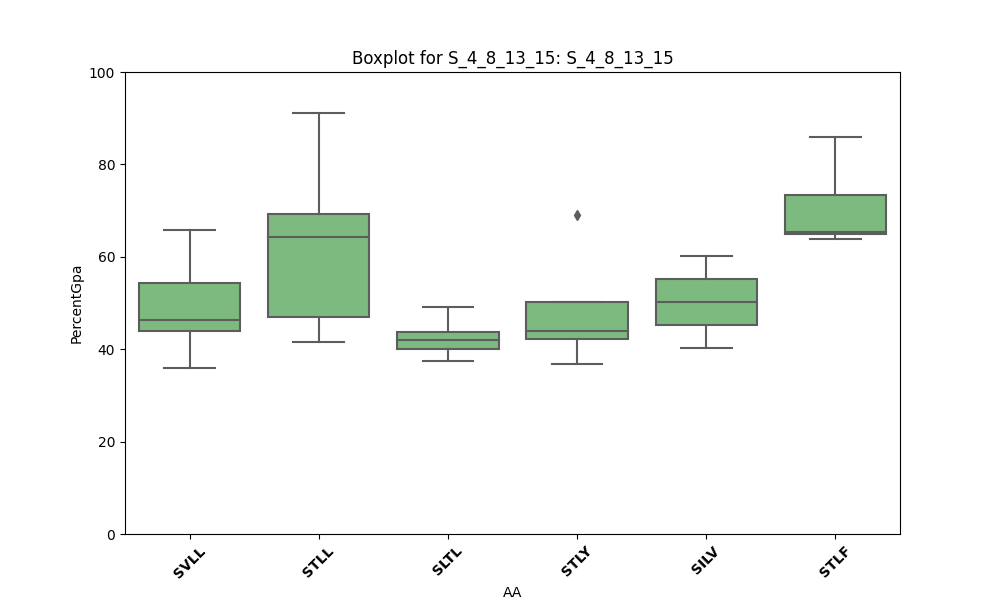 Boxplot for S_4_8_13_15: S_4_8_13_15
100
80
60
40
20
0
PercentGpa
SVLL
STLL
SLTL
STLY
SILV
STLF
AA